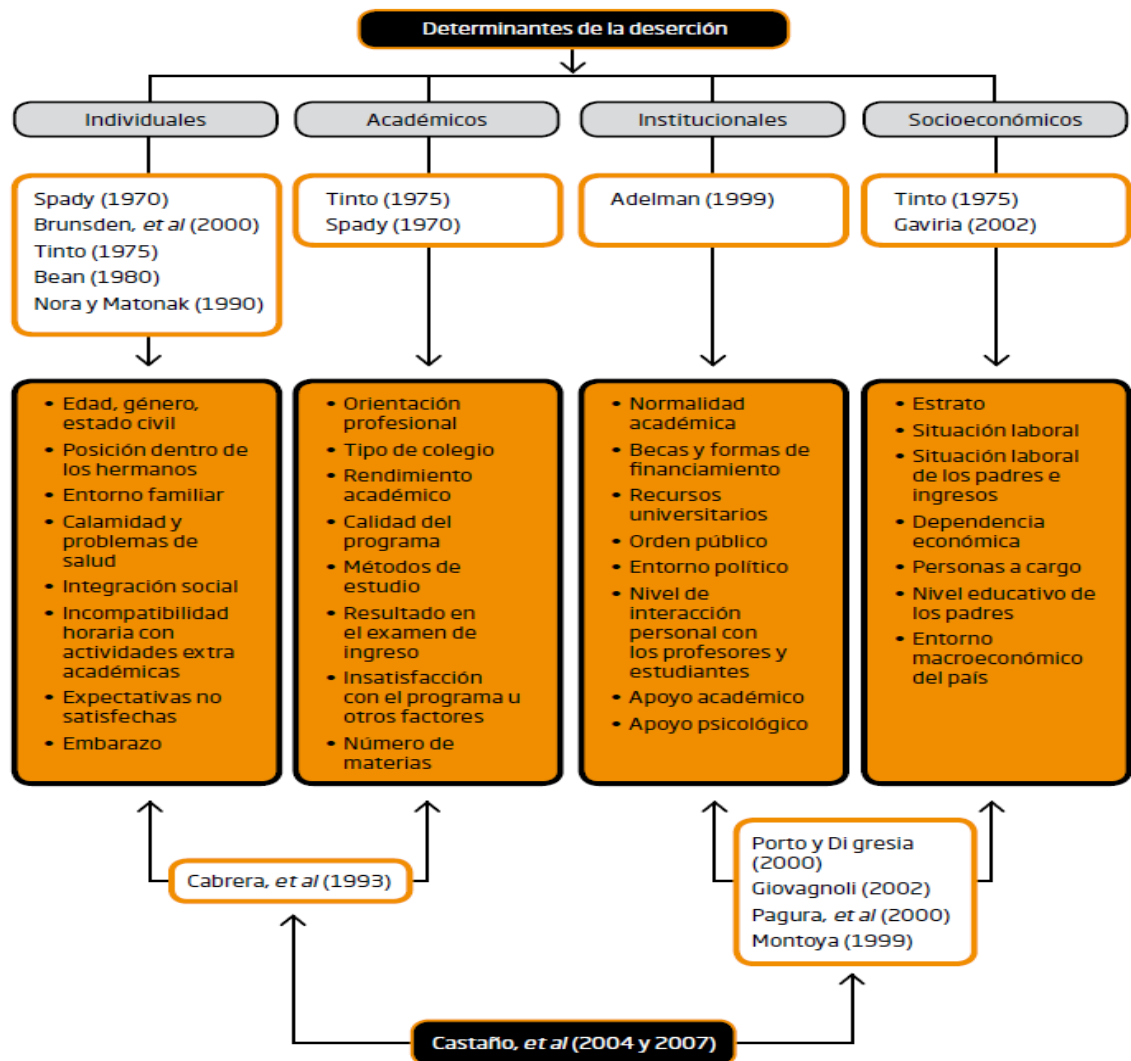 Determinantes de la deserción
Individuales
Académicos
Institucionales
Socioeconómicos
Spady (1970)
Brunsden, et al (2000)
Tinto (1975)
Bean (1980)
Nora y Matonak (1990)
Tinto (1975)
Spady (1970)
Adelman (1999)
Tinto (1975)
Gaviria (2002)
• Edad, género,
estado civil
• Posición dentro de
los hermanos
• Entorno familiar
• Calamidad y
problemas de
salud
• Integración social
• Incompatibilidad
horaria con
actividades extra
académicas
• Expectativas no
satisfechas
• Embarazo
• Orientación
profesional
• Tipo de colegio
• Rendimiento
académico
• Calidad del
programa
• Métodos de
estudio
• Resultado en
el examen de
ingreso
• Insatisfacción
con el programa u
otros factores
• Número de
materias
• Normalidad
académica
• Becas y formas de
financiamiento
• Recursos
universitarios
• Orden público
• Entorno político
• Nivel de
interacción
personal con
los profesores y
estudiantes
• Apoyo académico
• Apoyo psicológico
• Estrato
• Situación laboral
• Situación laboral
de los padres e
ingresos
• Dependencia
económica
• Personas a cargo
• Nivel educativo de
los padres
• Entorno
macroeconómico
del país
Cabrera, et al (1993)
Porto y Di gresia
(2000)
Giovagnoli (2002)
Pagura, et al (2000)
Montoya (1999)
Castaño, et al (2004 y 2007)